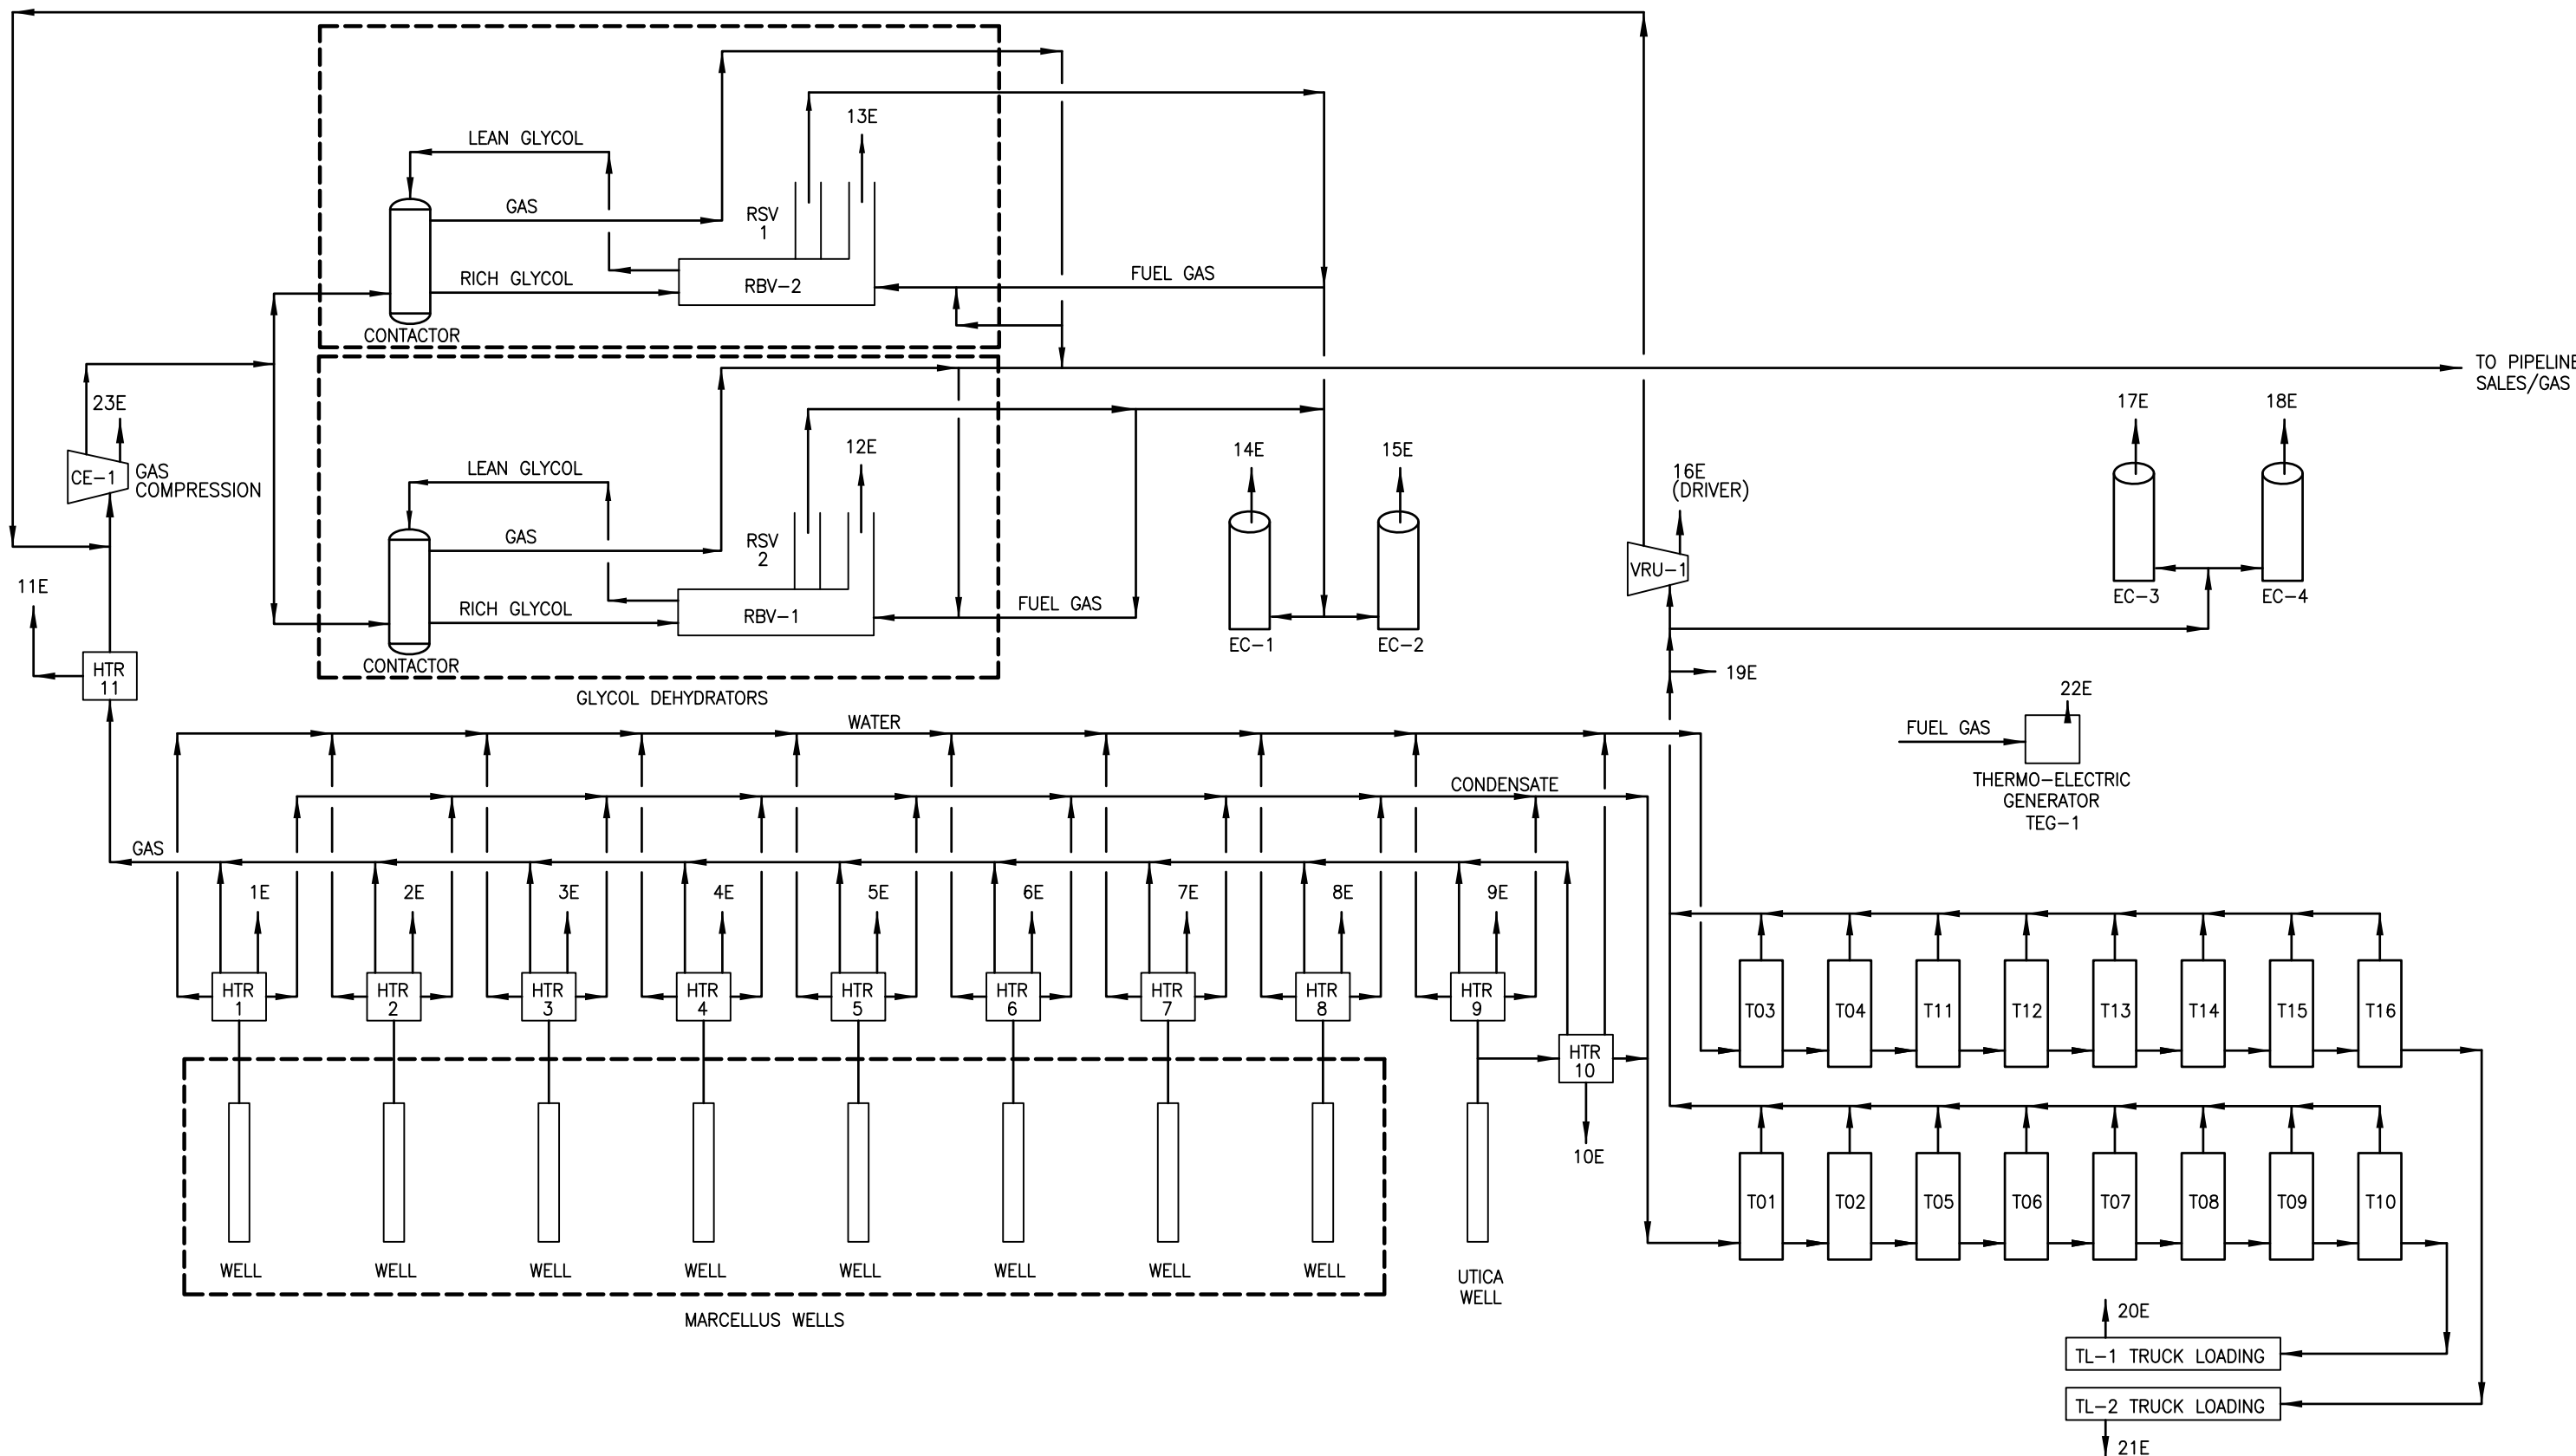 13E
LEAN GLYCOL
GAS
RSV
1
RICH GLYCOL
RBV-2
FUEL GAS
CONTACTOR
TO PIPELINE
SALES/GAS
23E
CE-1
GAS
COMPRESSION
LEAN GLYCOL
12E
GAS
RSV
2
RICH GLYCOL
RBV-1
FUEL GAS
CONTACTOR
GLYCOL DEHYDRATORS
14E
15E
EC-1
EC-2
16E
(DRIVER)
VRU-1
17E
18E
EC-3
EC-4
19E
11E
HTR
11
22E
FUEL GAS
THERMO-ELECTRIC
GENERATOR
TEG-1
WATER
CONDENSATE
GAS
1E
2E
3E
4E
5E
6E
7E
8E
9E
HTR
1
HTR
2
HTR
3
HTR
4
HTR
5
HTR
6
HTR
7
HTR
8
HTR
9
HTR
10
10E
T03
T04
T11
T12
T13
T14
T15
T16
T01
T02
T05
T06
T07
T08
T09
T10
WELL
WELL
WELL
WELL
WELL
WELL
WELL
WELL
UTICA
WELL
MARCELLUS WELLS
20E
TL-1 TRUCK LOADING
TL-2 TRUCK LOADING
21E